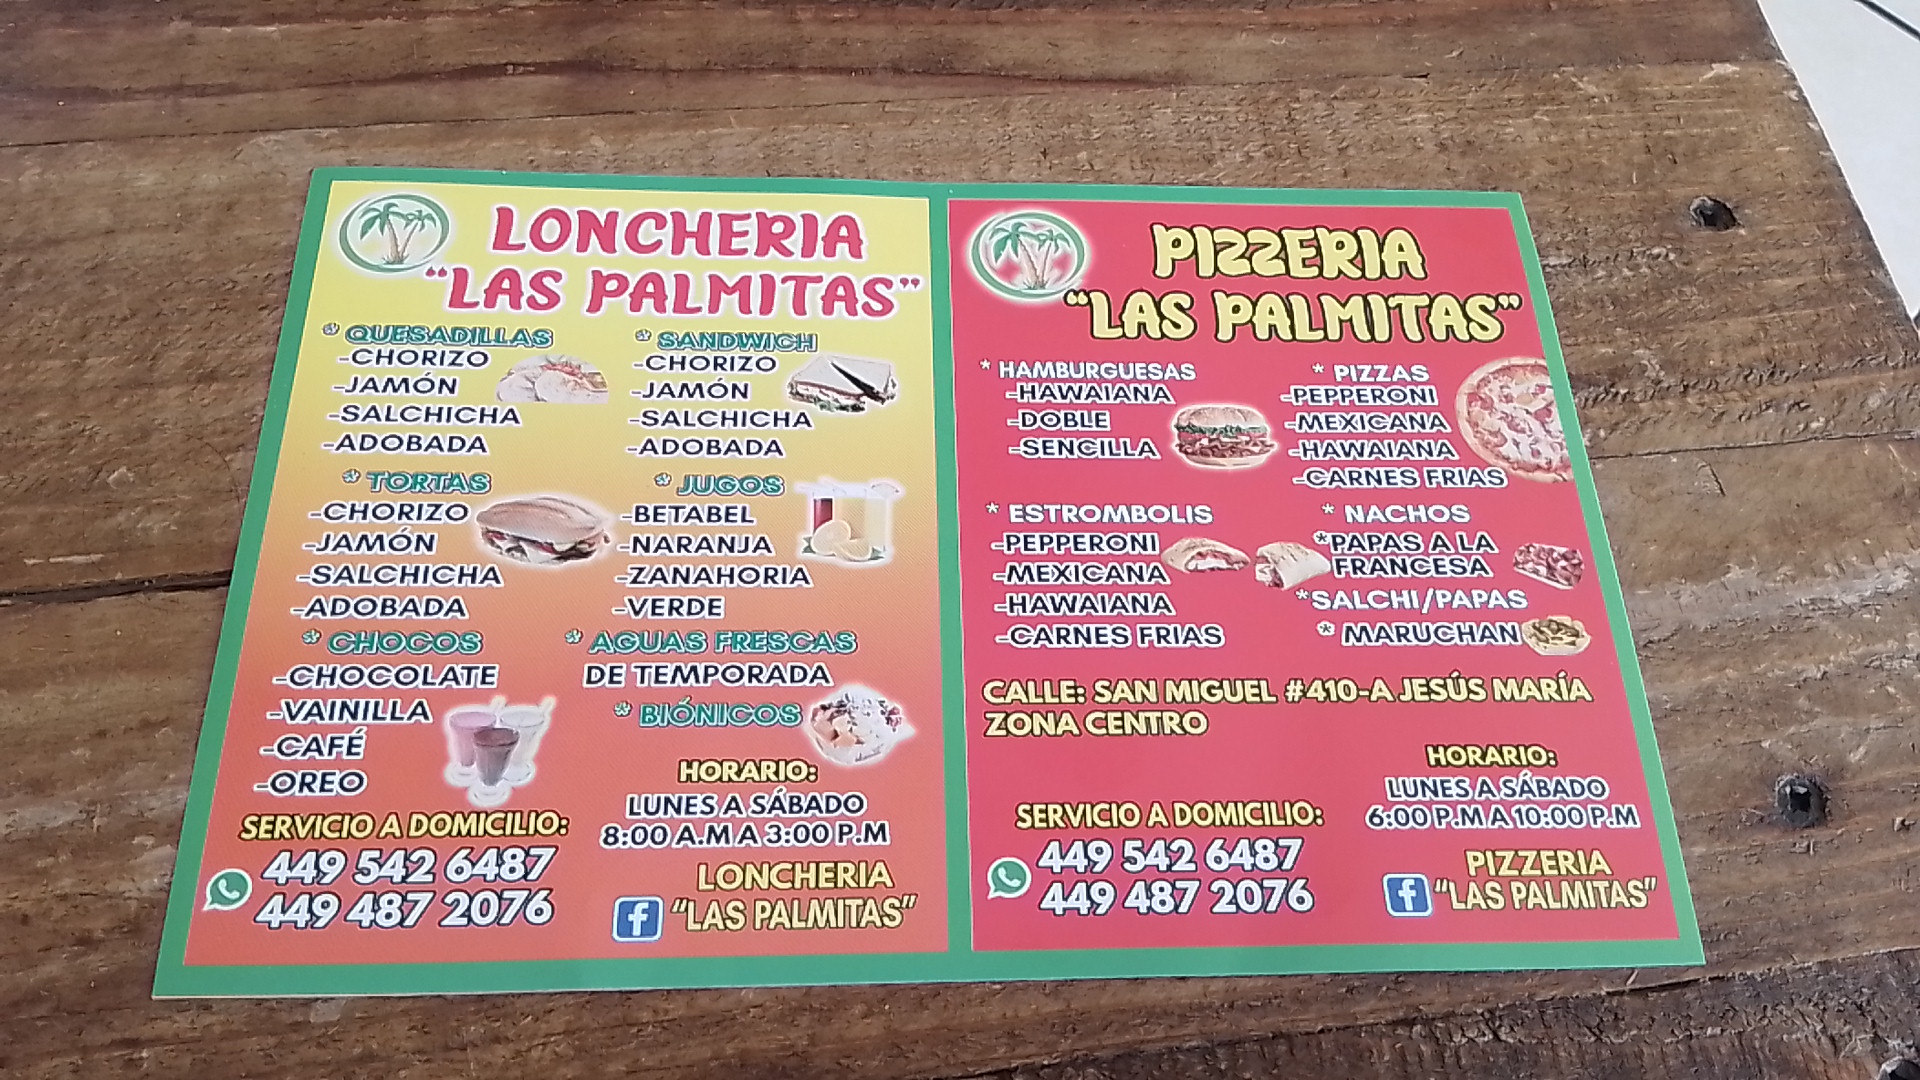 LONCHERIA
"LAS PALMITAS"
* QUESADILLAS
-CHORIZO
-JAMÓN
-SALCHICHA
-ADOBADA
* SANDWICH
-CHORIZO
-JAMÓN
-SALCHICHA
-ADOBADA
* TORTAS
-CHORIZO
-JAMÓN
-SALCHICHA
-ADOBADA
* JUGOS
-BETABEL
-NARANJA
-ZANAHORIA
-VERDE
* CHOCOS
-CHOCOLATE
-VAINILLA
-CAFÉ
-OREO
* AGUAS FRESCAS
DE TEMPORADA
* BIÓNICOS
HORARIO:
LUNES A SÁBADO
8:00 A.M A 3:00 P.M
SERVICIO A DOMICILIO:
449 542 6487
449 487 2076
LONCHERIA
"LAS PALMITAS"
PIZZERIA
"LAS PALMITAS"
* HAMBURGUESAS
-HAWAIANA
-DOBLE
-SENCILLA
* PIZZAS
-PEPPERONI
-MEXICANA
-HAWAIANA
-CARNES FRIAS
* ESTROMBOLIS
-PEPPERONI
-MEXICANA
-HAWAIANA
-CARNES FRIAS
* NACHOS
*PAPAS A LA
FRANCESA
*SALCHI/PAPAS
* MARUCHAN
CALLE: SAN MIGUEL #410-A JESÚS MARÍA
ZONA CENTRO
HORARIO:
LUNES A SÁBADO
6:00 P.M A 10:00 P.M
SERVICIO A DOMICILIO:
449 542 6487
449 487 2076
PIZZERIA
"LAS PALMITAS"